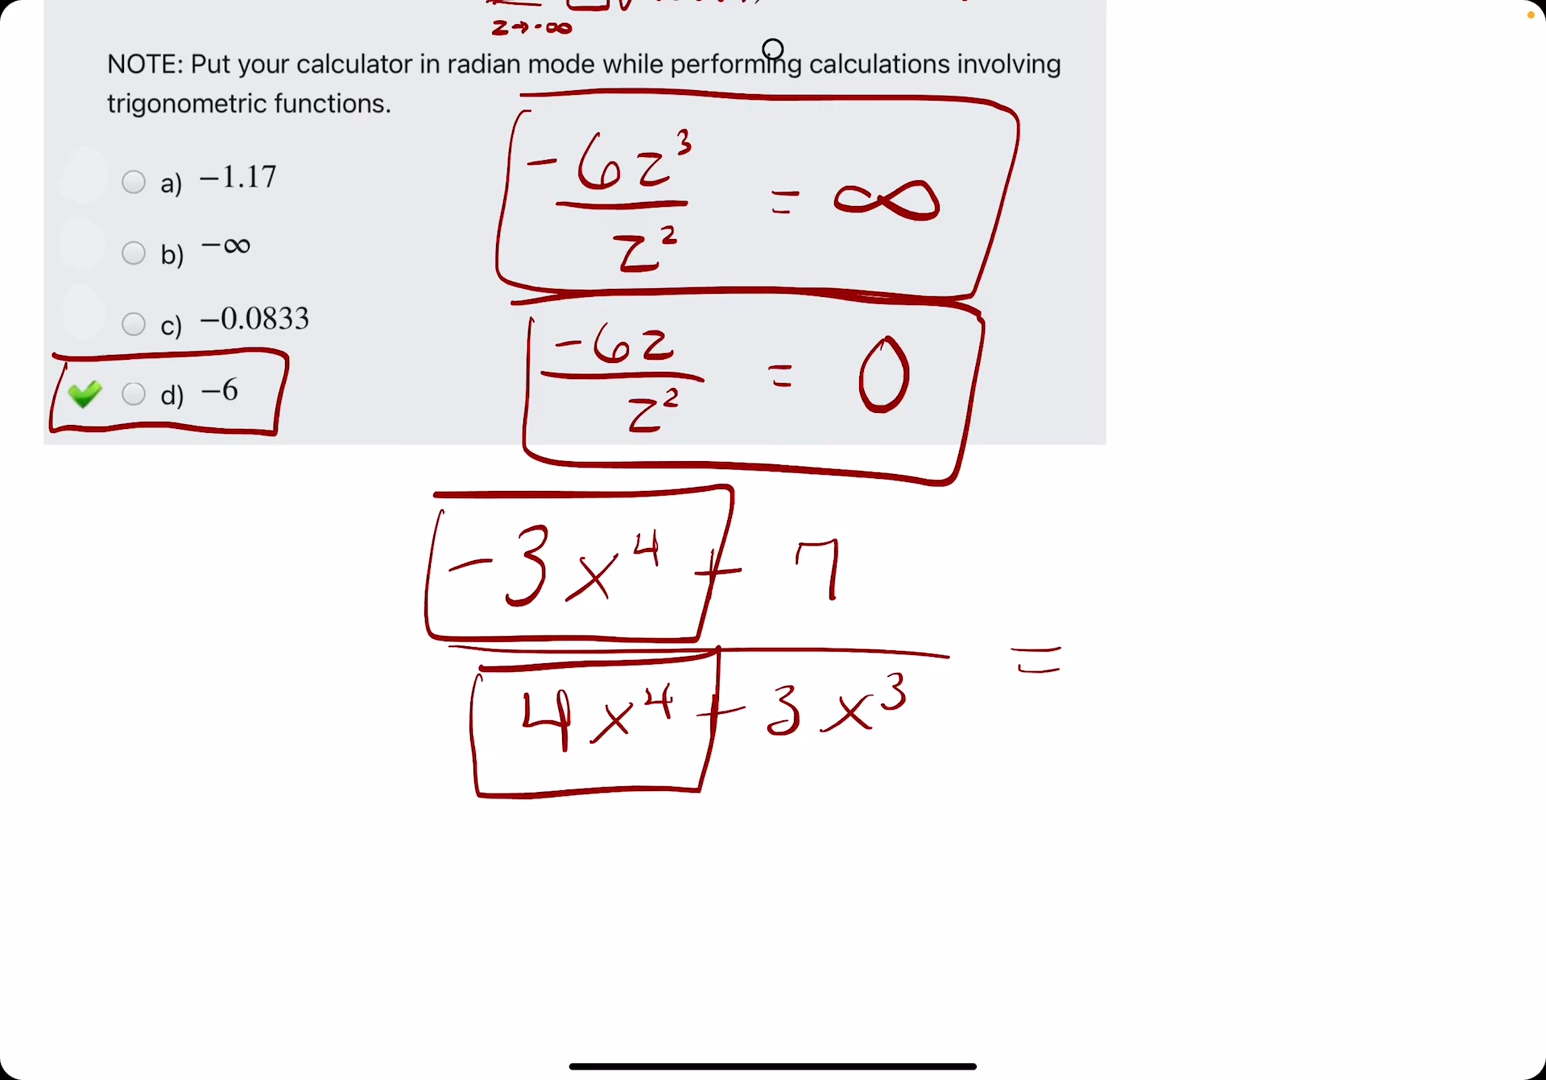 z→-∞
NOTE: Put your calculator in radian mode while performing calculations involving
trigonometric functions.
a) −1.17
b) −∞
c) −0.0833
d) −6
-6z³
z²
= ∞
-6z
z²
= 0
-3x⁴ + 7
4x⁴ + 3x³
=